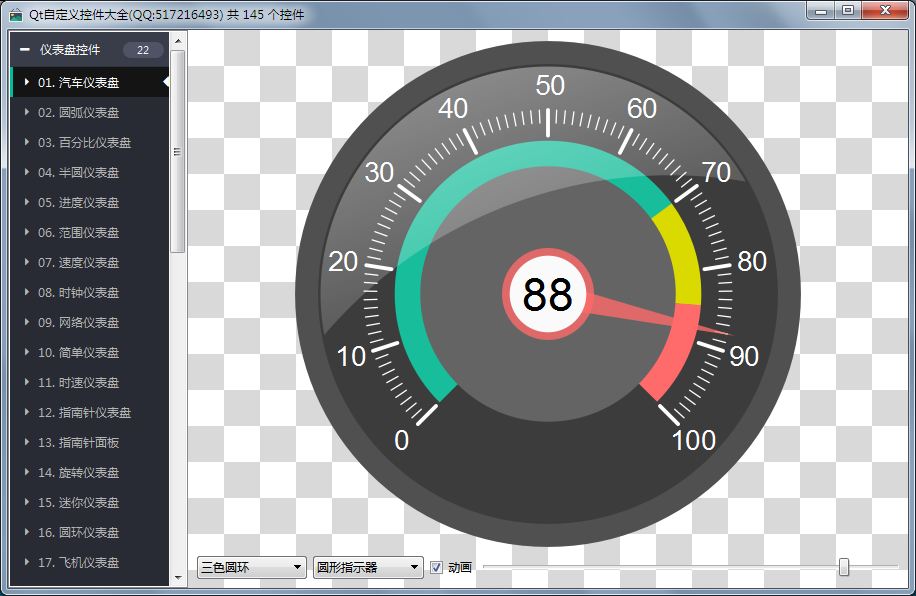 Qt自定义控件大全(QQ:517216493) 共 145 个控件
仪表盘控件 22
01. 汽车仪表盘
02. 圆弧仪表盘
03. 百分比仪表盘
04. 半圆仪表盘
05. 进度仪表盘
06. 范围仪表盘
07. 速度仪表盘
08. 时钟仪表盘
09. 网络仪表盘
10. 简单仪表盘
11. 时速仪表盘
12. 指南针仪表盘
13. 指南针面板
14. 旋转仪表盘
15. 迷你仪表盘
16. 圆环仪表盘
17. 飞机仪表盘
0
10
20
30
40
50
60
70
80
90
100
88
三色圆环 圆形指示器 动画